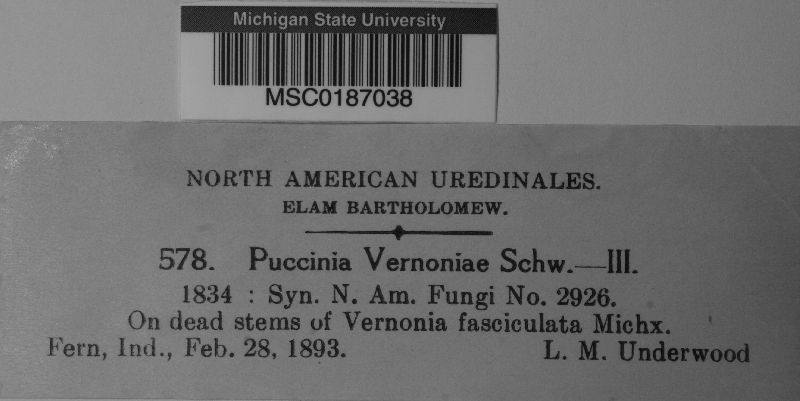 Michigan State University
MSC0187038
NORTH AMERICAN UREDINALES.
ELAM BARTHOLOMEW.
578. Puccinia Vernoniae Schw.—III.
1834 : Syn. N. Am. Fungi No. 2926.
On dead stems of Vernonia fasciculata Michx.
Fern, Ind., Feb. 28, 1893. L. M. Underwood